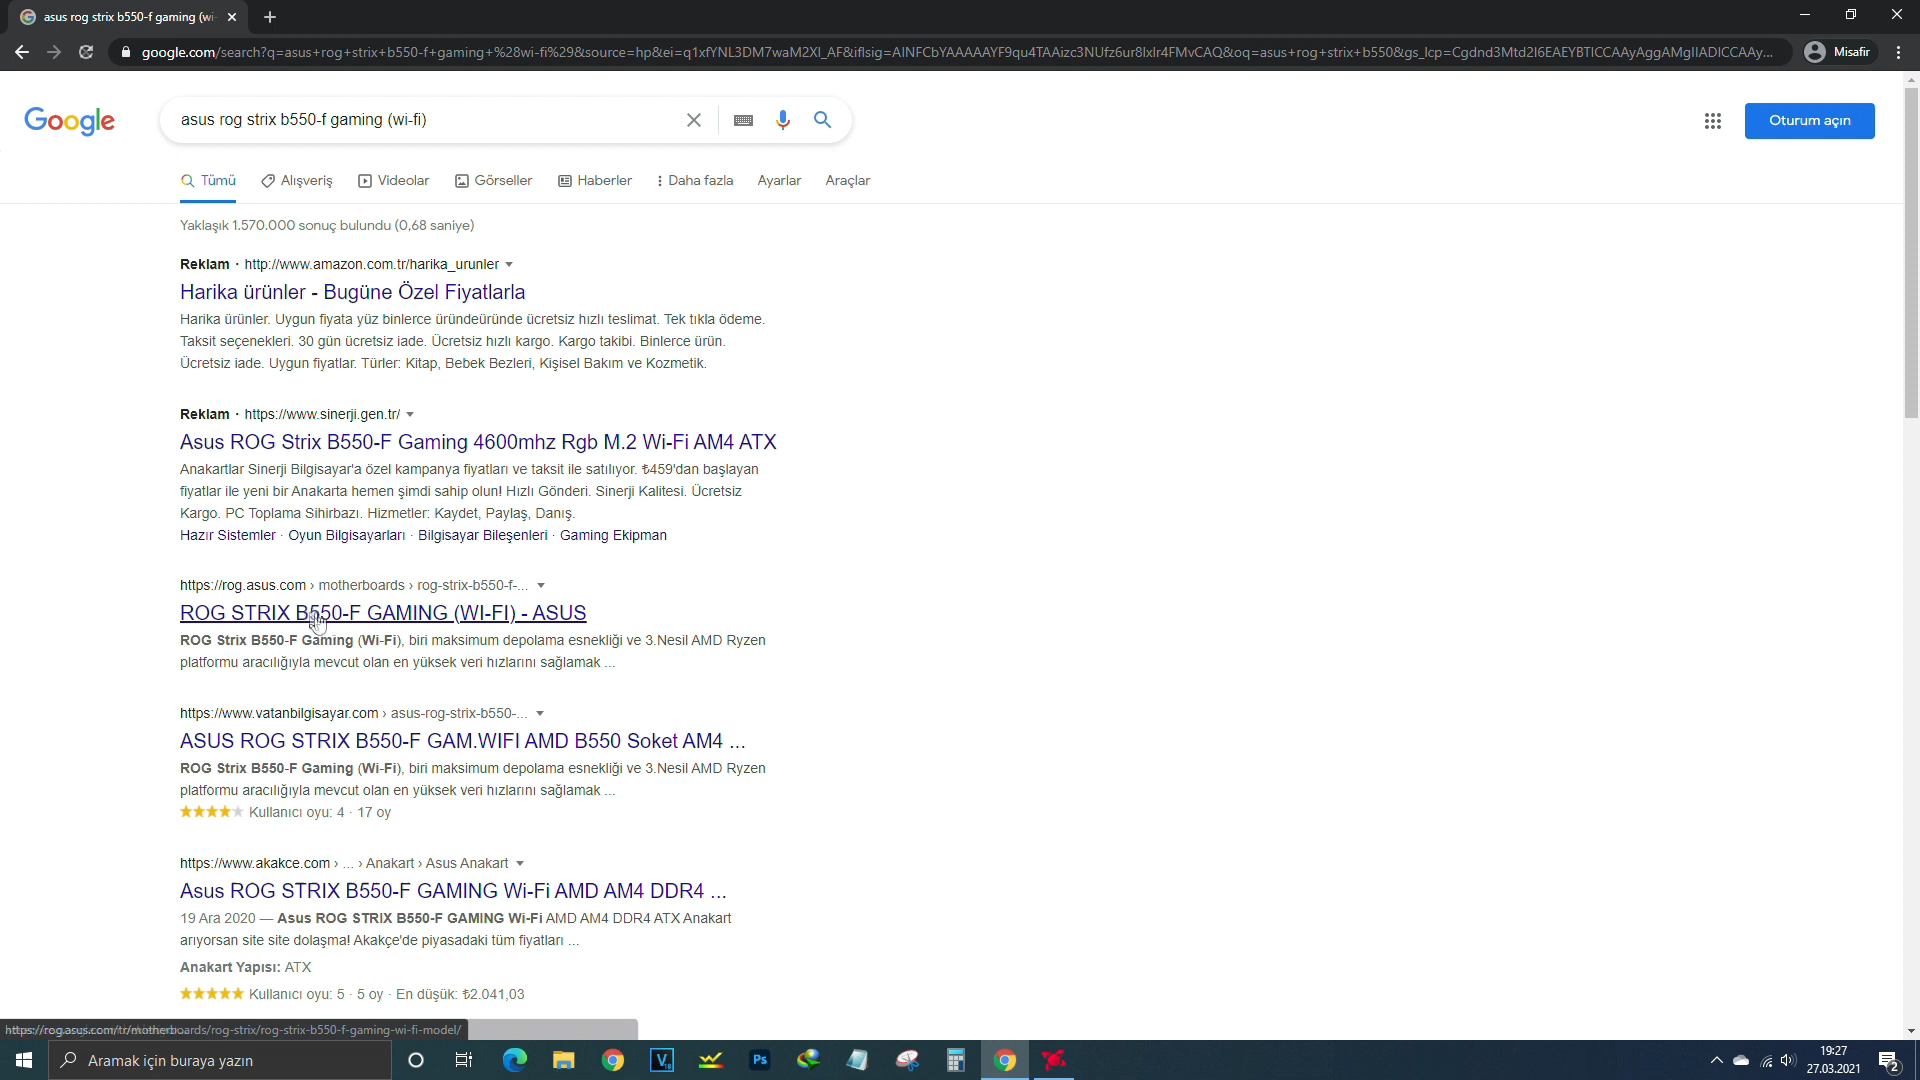 asus rog strix b550-f gaming (wi-
google.com/search?q=asus+rog+strix+b550-f+gaming+%28wi-fi%29&source=hp&ei=q1xfYNL3DM7waM2XI_AF&iflsig=AINFCbYAAAAAYF9qu4TAAizc3NUfz6ur8lxlr4FMvCAQ&oq=asus+rog+strix+b550&gs_lcp=Cgdnd3Mtd2l6EAEYBTICCAAyAggAMgIIADICCAAy...
Misafir
Google
asus rog strix b550-f gaming (wi-fi)
Oturum açın
Tümü Alışveriş Videolar Görseller Haberler Daha fazla Ayarlar Araçlar
Yaklaşık 1.570.000 sonuç bulundu (0,68 saniye)
Reklam · http://www.amazon.com.tr/harika_urunler
Harika ürünler - Bugüne Özel Fiyatlarla
Harika ürünler. Uygun fiyata yüz binlerce üründeüründe ücretsiz hızlı teslimat. Tek tıkla ödeme.
Taksit seçenekleri. 30 gün ücretsiz iade. Ücretsiz hızlı kargo. Kargo takibi. Binlerce ürün.
Ücretsiz iade. Uygun fiyatlar. Türler: Kitap, Bebek Bezleri, Kişisel Bakım ve Kozmetik.
Reklam · https://www.sinerji.gen.tr/
Asus ROG Strix B550-F Gaming 4600mhz Rgb M.2 Wi-Fi AM4 ATX
Anakartlar Sinerji Bilgisayar'a özel kampanya fiyatları ve taksit ile satılıyor. ₺459'dan başlayan
fiyatlar ile yeni bir Anakarta hemen şimdi sahip olun! Hızlı Gönderi. Sinerji Kalitesi. Ücretsiz
Kargo. PC Toplama Sihirbazı. Hizmetler: Kaydet, Paylaş, Danış.
Hazır Sistemler · Oyun Bilgisayarları · Bilgisayar Bileşenleri · Gaming Ekipman
https://rog.asus.com › motherboards › rog-strix-b550-f-...
ROG STRIX B550-F GAMING (WI-FI) - ASUS
ROG Strix B550-F Gaming (Wi-Fi), biri maksimum depolama esnekliği ve 3.Nesil AMD Ryzen
platformu aracılığıyla mevcut olan en yüksek veri hızlarını sağlamak ...
https://www.vatanbilgisayar.com › asus-rog-strix-b550-...
ASUS ROG STRIX B550-F GAM.WIFI AMD B550 Soket AM4 ...
ROG Strix B550-F Gaming (Wi-Fi), biri maksimum depolama esnekliği ve 3.Nesil AMD Ryzen
platformu aracılığıyla mevcut olan en yüksek veri hızlarını sağlamak ...
Kullanıcı oyu: 4 · 17 oy
https://www.akakce.com › ... › Anakart › Asus Anakart
Asus ROG STRIX B550-F GAMING Wi-Fi AMD AM4 DDR4 ...
19 Ara 2020 — Asus ROG STRIX B550-F GAMING Wi-Fi AMD AM4 DDR4 ATX Anakart
arıyorsan site site dolaşma! Akakçe'de piyasadaki tüm fiyatları ...
Anakart Yapısı: ATX
Kullanıcı oyu: 5 · 5 oy · En düşük: ₺2.041,03
https://rog.asus.com/tr/motherboards/rog-strix/rog-strix-b550-f-gaming-wi-fi-model/
Aramak için buraya yazın
Ps
19:27
27.03.2021
2